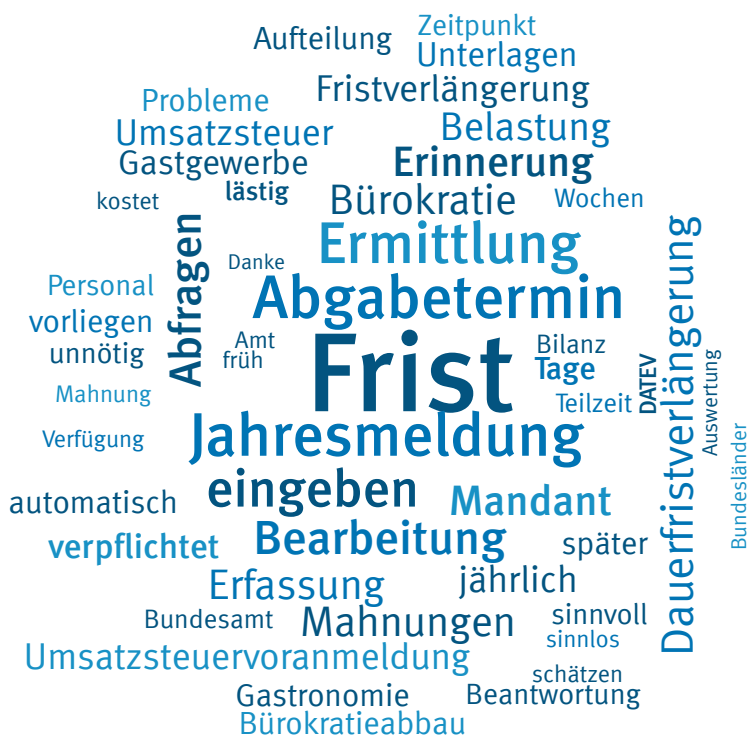 Zeitpunkt
Aufteilung
Unterlagen
Fristverlängerung
Probleme
Umsatzsteuer
Belastung
Gastgewerbe
Erinnerung
kostet
lästig
Bürokratie
Wochen
Abfragen
Ermittlung
Danke
Personal
Abgabetermin
Dauerfristverlängerung
vorliegen
unnötig
Amt
früh
Frist
Bilanz
Tage
Teilzeit
DATEV
Auswertung
Mahnung
Verfügung
Jahresmeldung
Bundesländer
automatisch
eingeben
Mandant
verpflichtet
Bearbeitung
später
Erfassung
jährlich
Bundesamt
Mahnungen
sinnvoll
sinnlos
Umsatzsteuervoranmeldung
schätzen
Gastronomie
Beantwortung
Bürokratieabbau